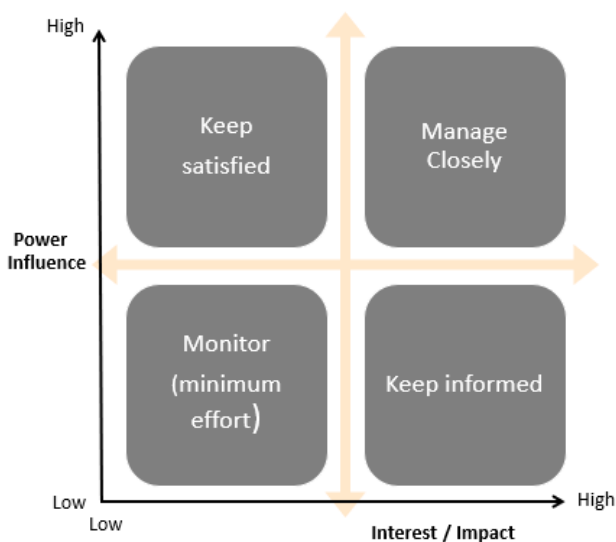 High
Keep
satisfied
Manage
Closely
Power
Influence
Monitor
(minimum
effort)
Keep informed
Low
Low
High
Interest / Impact